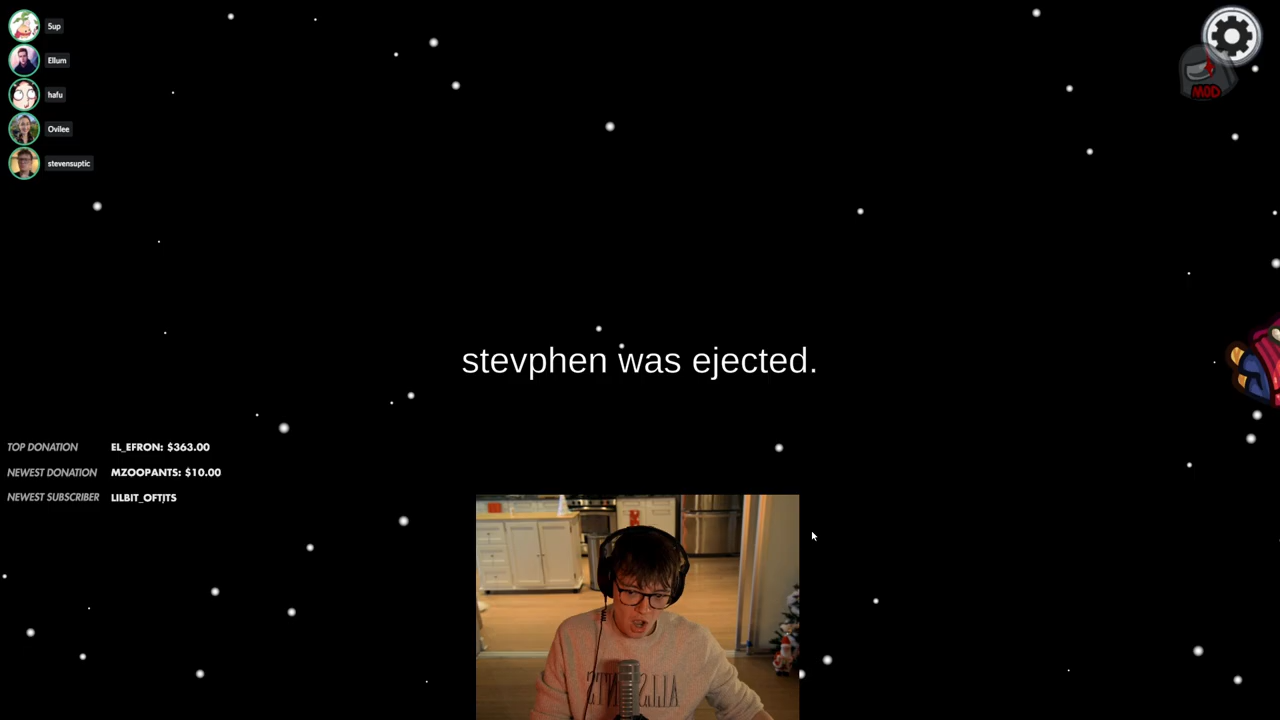 5up
Ellum
hafu
Ovilee
stevensuptic
MOD
stevphen was ejected.
TOP DONATION EL_EFRON: $363.00
NEWEST DONATION MZOOPANTS: $10.00
NEWEST SUBSCRIBER LILBIT_OFTITS